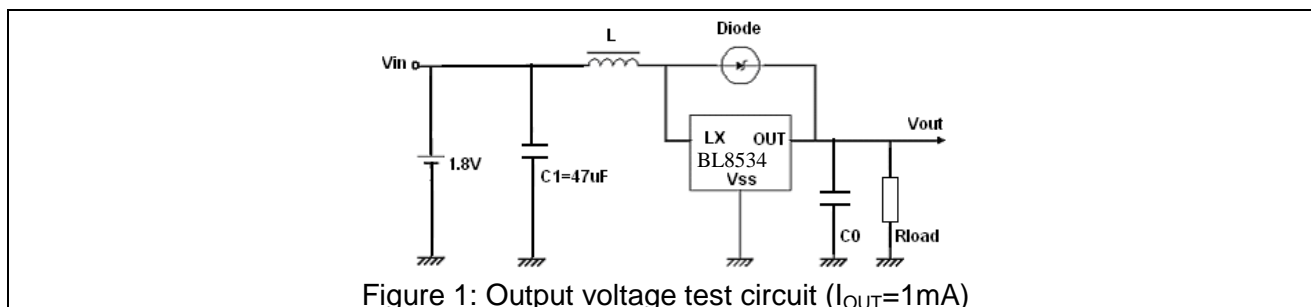 Diode
L
Vin
LX OUT
BL8534
Vss
Vout
1.8V
C1=47uF
C0
Rload
Figure 1: Output voltage test circuit (IOUT=1mA)